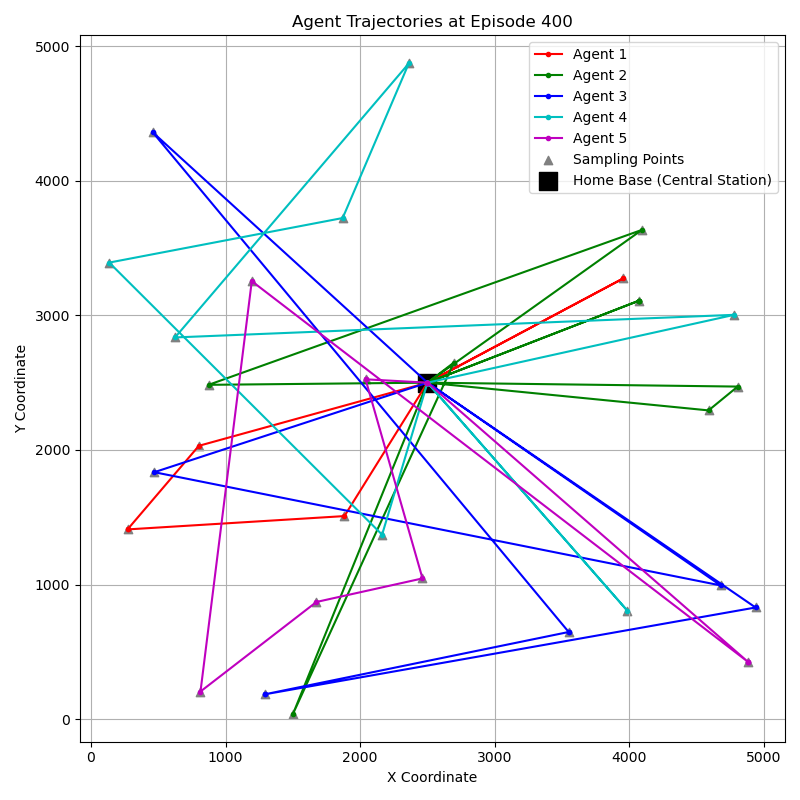 Agent Trajectories at Episode 400
Agent 1
Agent 2
Agent 3
Agent 4
Agent 5
Sampling Points
Home Base (Central Station)
Y Coordinate
5000
4000
3000
2000
1000
0
0 1000 2000 3000 4000 5000
X Coordinate